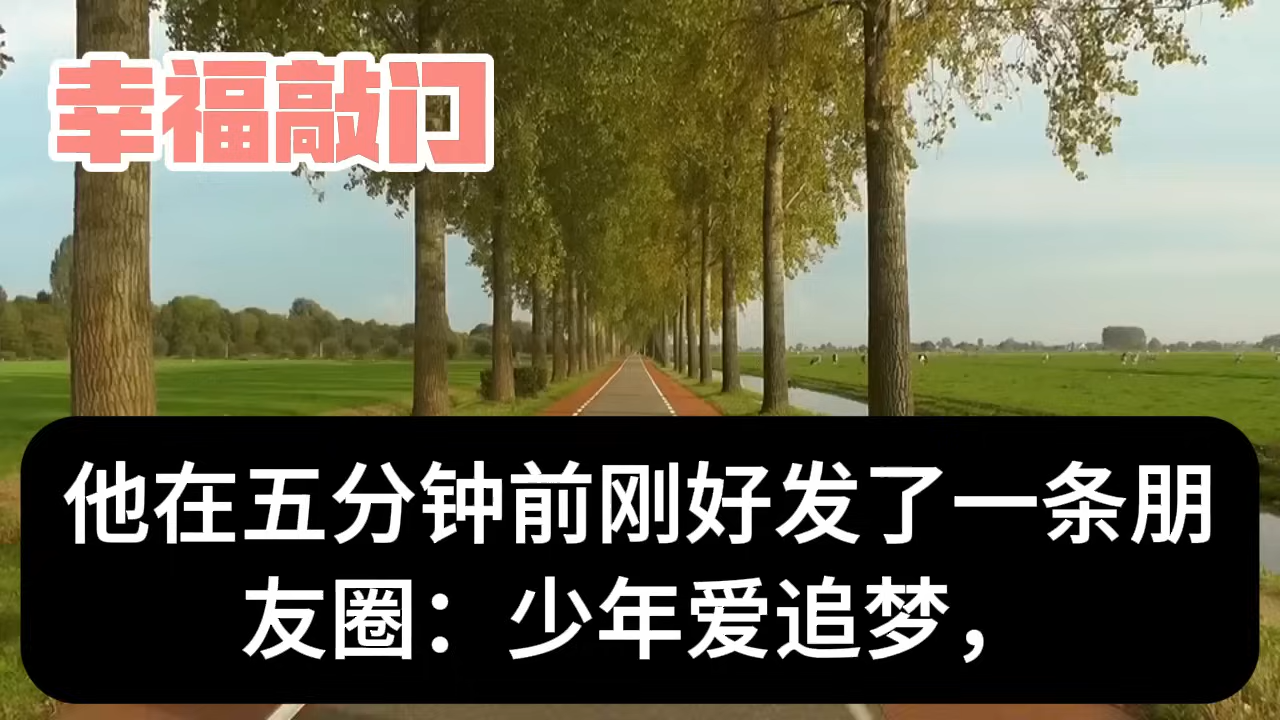 幸福敲门
他在五分钟前刚好发了一条朋
友圈：少年爱追梦，